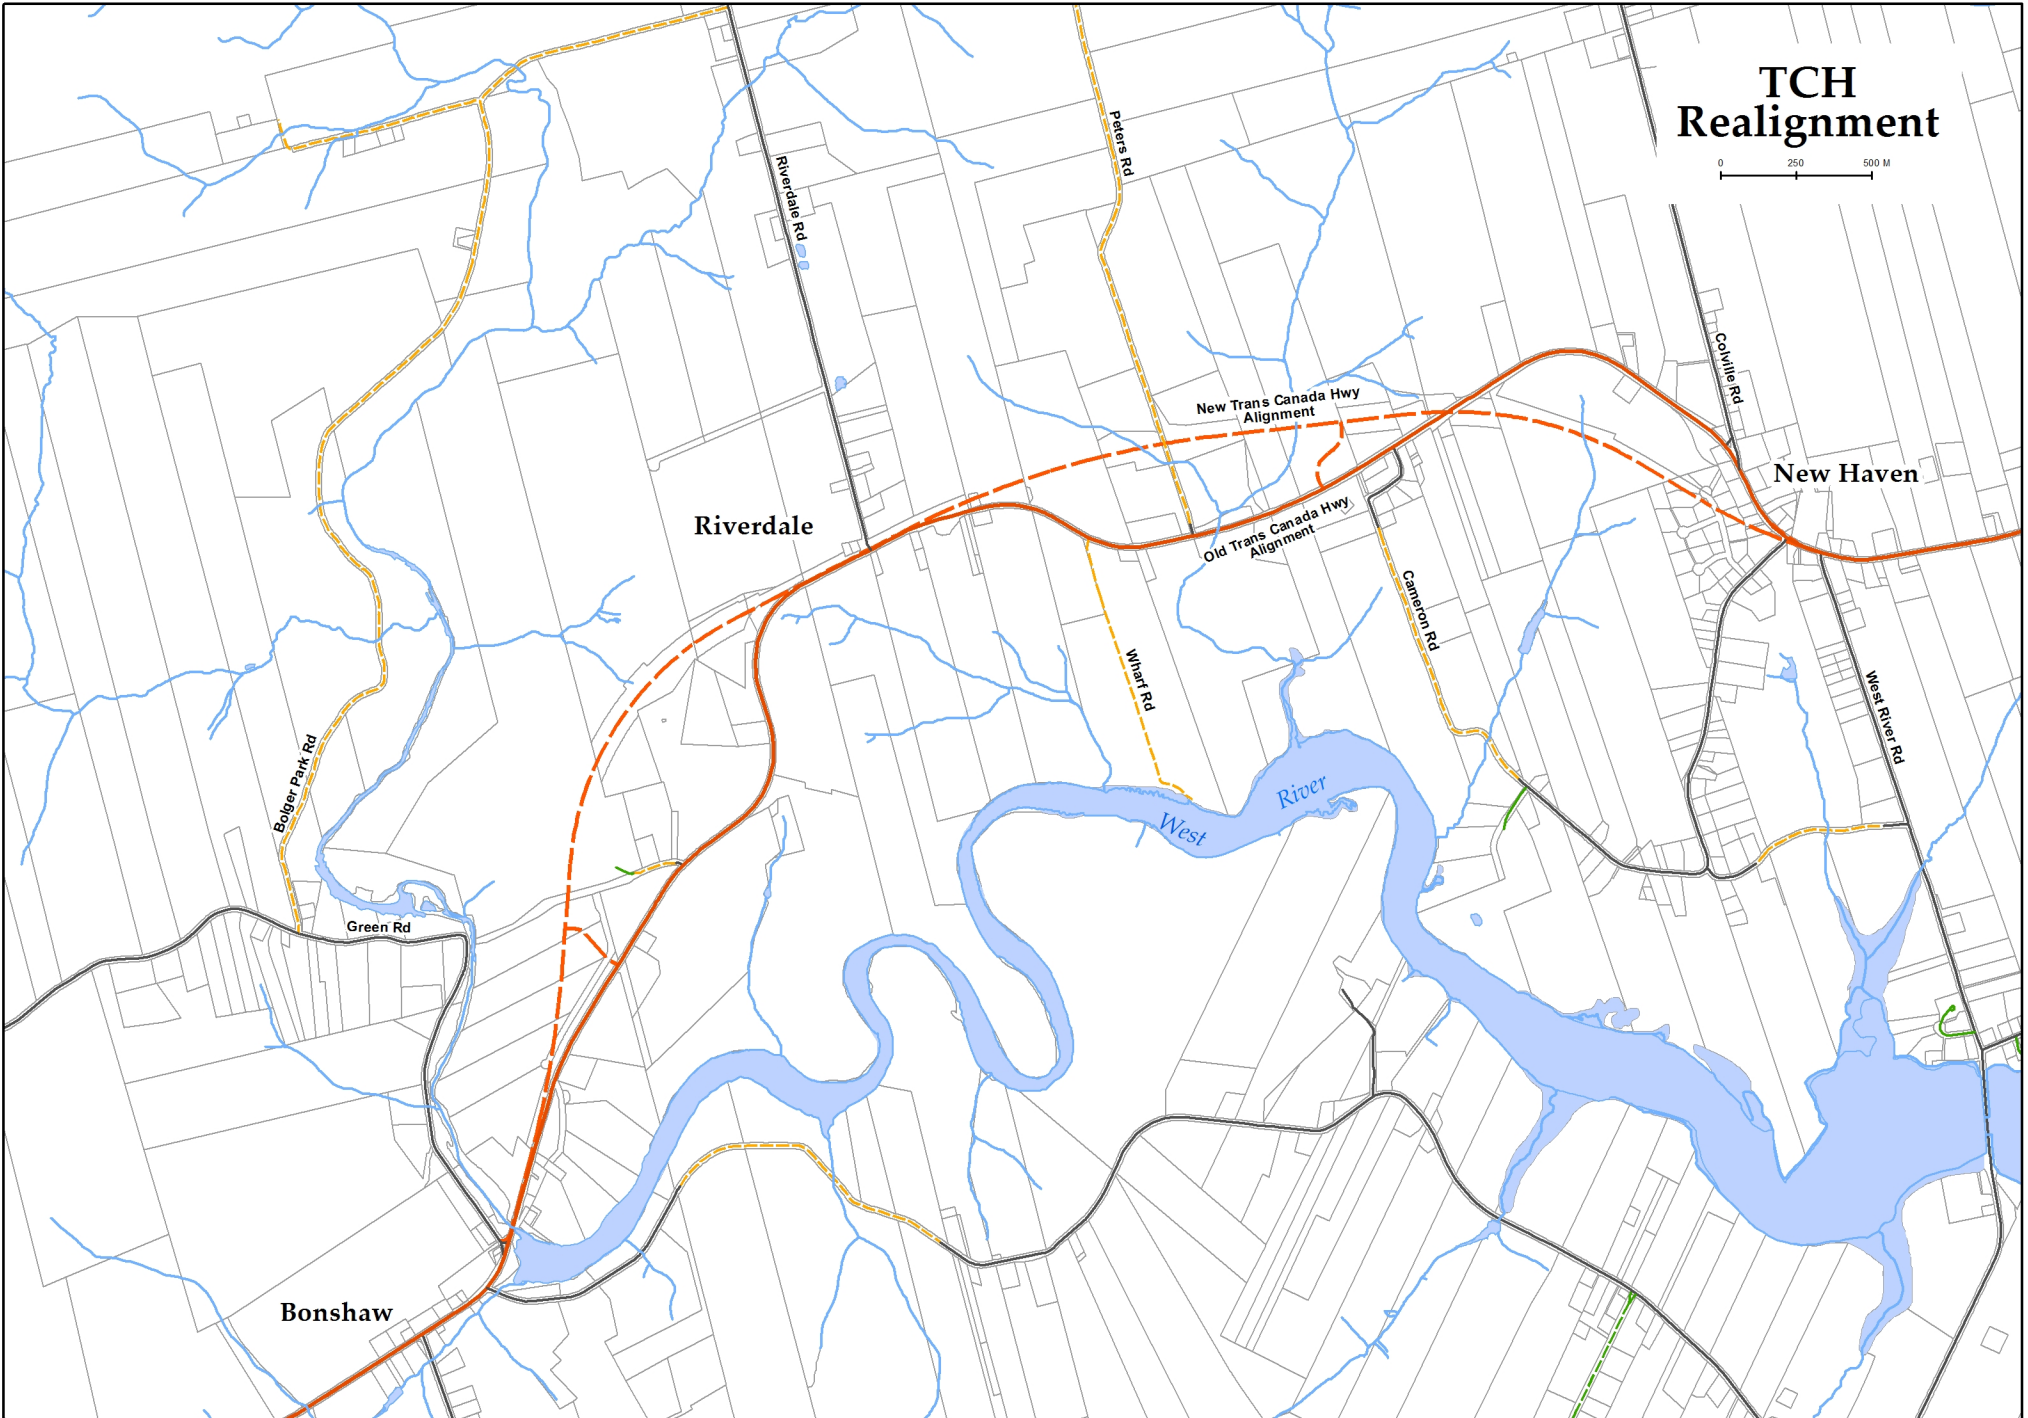 TCH
Realignment
0 250 500 M
Peters Rd
Riverdale Rd
Colville Rd
New Trans Canada Hwy
Alignment
New Haven
Riverdale
Old Trans Canada Hwy
Alignment
Cameron Rd
Wharf Rd
West River Rd
Bolger Park Rd
West River
Green Rd
Bonshaw